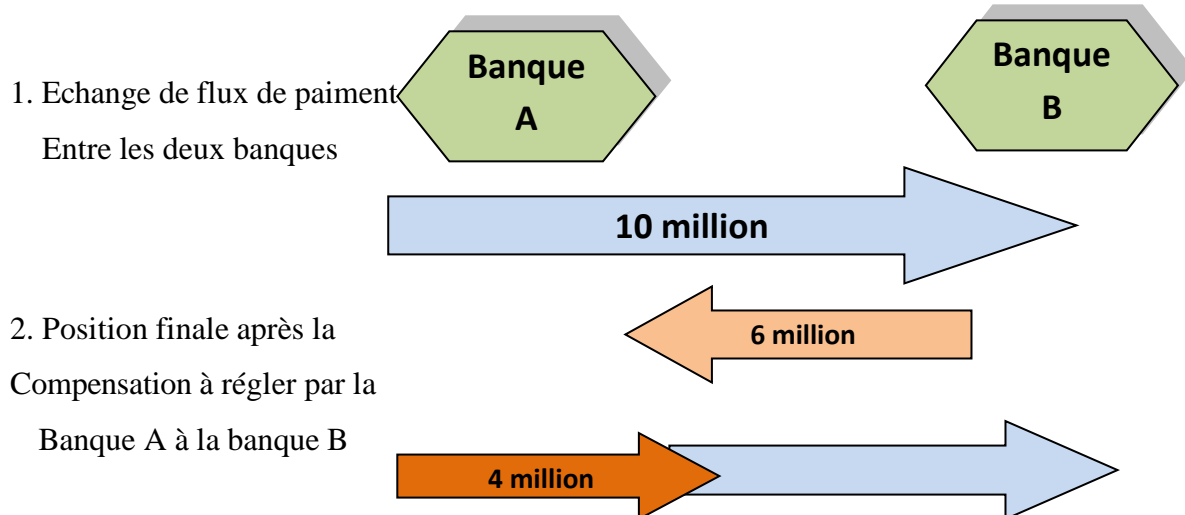 Banque
A
Banque
B
1. Echange de flux de paiment
Entre les deux banques
10 million
6 million
2. Position finale après la
Compensation à régler par la
Banque A à la banque B
4 million